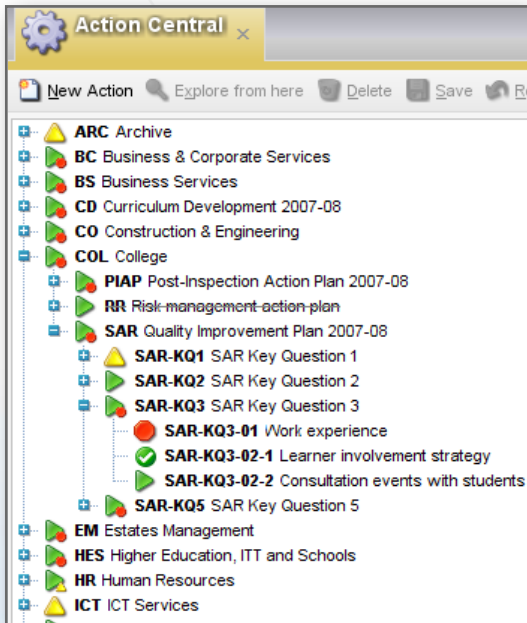 Action Central
New Action Explore from here Delete Save
ARC Archive
BC Business & Corporate Services
BS Business Services
CD Curriculum Development 2007-08
CO Construction & Engineering
COL College
PIAP Post-Inspection Action Plan 2007-08
RR Risk management action plan
SAR Quality Improvement Plan 2007-08
SAR-KQ1 SAR Key Question 1
SAR-KQ2 SAR Key Question 2
SAR-KQ3 SAR Key Question 3
SAR-KQ3-01 Work experience
SAR-KQ3-02-1 Learner involvement strategy
SAR-KQ3-02-2 Consultation events with students
SAR-KQ5 SAR Key Question 5
EM Estates Management
HES Higher Education, ITT and Schools
HR Human Resources
ICT ICT Services